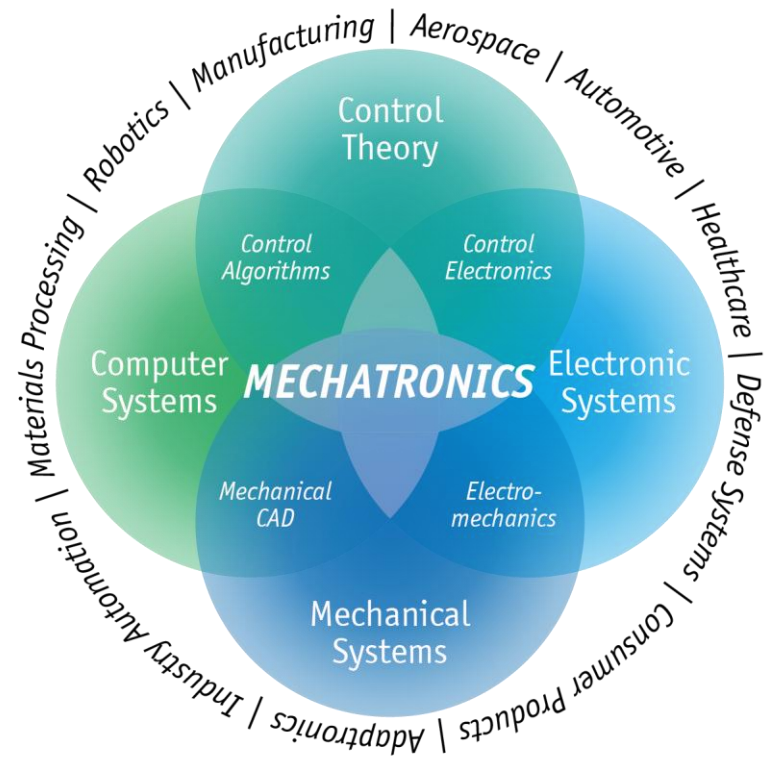 Manufacturing | Aerospace | Automotive | Healthcare | Defense Systems | Consumer Products | Adaptronics | Industry Automation | Materials Processing | Robotics |
Control
Theory
Control
Algorithms
Control
Electronics
Computer
Systems
MECHATRONICS
Electronic
Systems
Mechanical
CAD
Electro-
mechanics
Mechanical
Systems